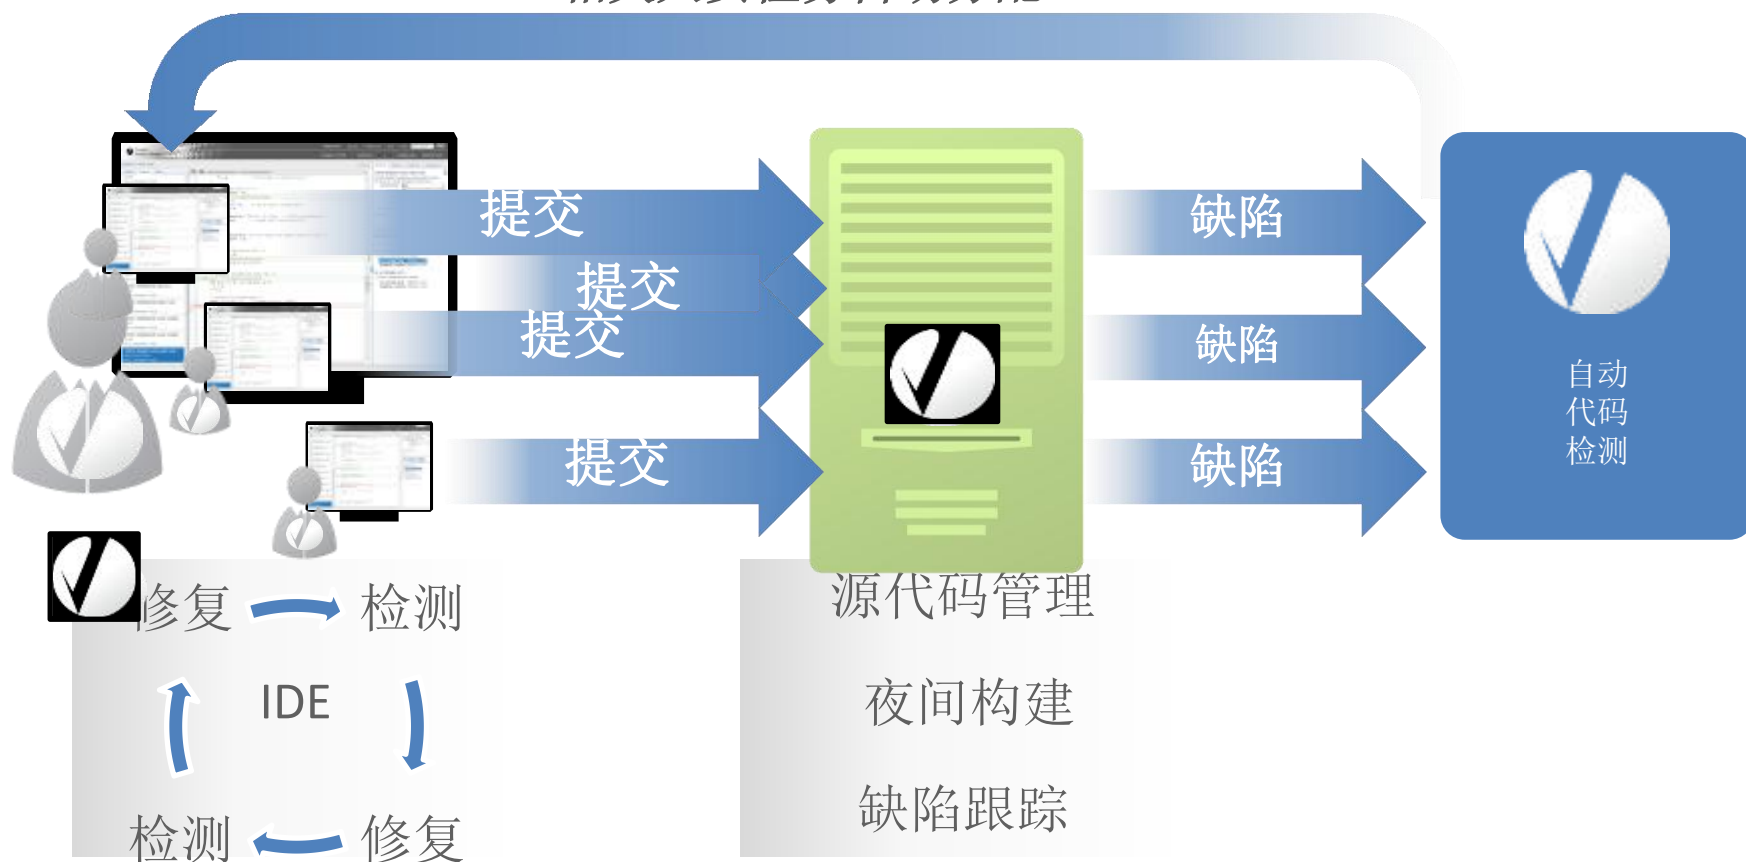 提交
缺陷
提交
提交
缺陷
提交
缺陷
自动
代码
检测
修复
检测
IDE
检测
修复
源代码管理
夜间构建
缺陷跟踪